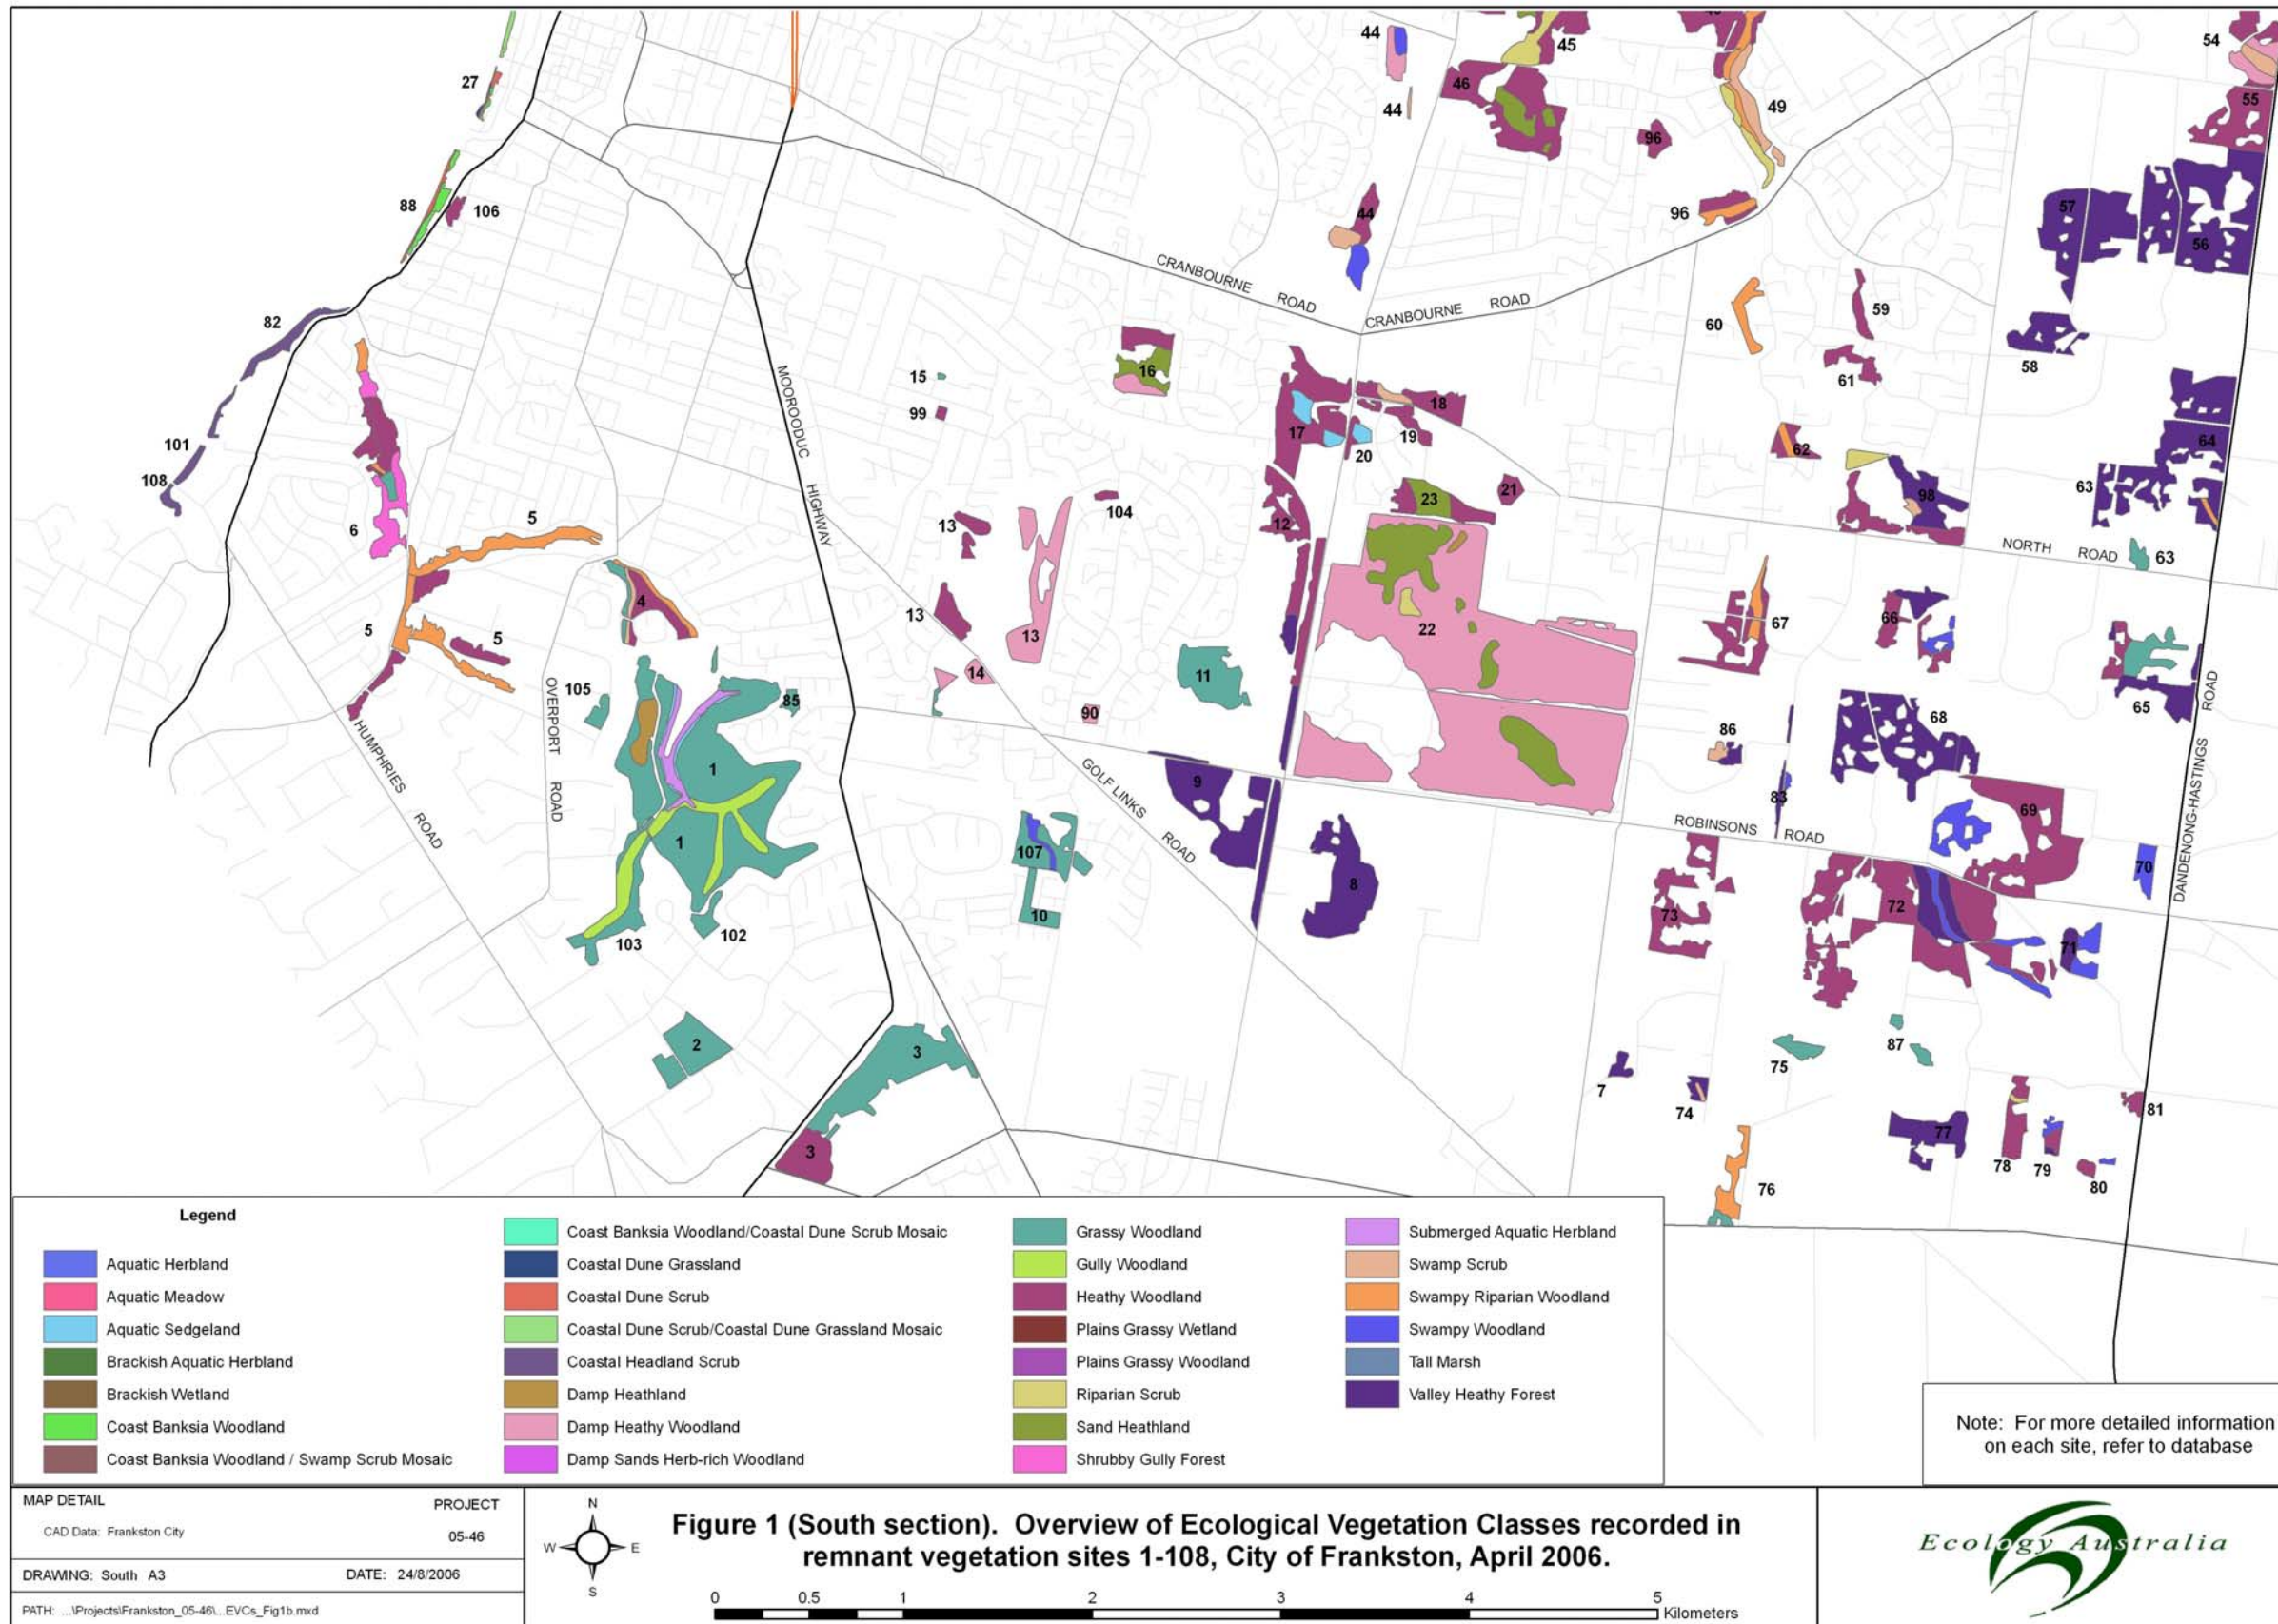 44
45
54
27
46
44
49
55
96
88
106
44
96
57
56
CRANBOURNE ROAD
CRANBOURNE ROAD
82
60
59
58
15
16
61
MOOROODUC HIGHWAY
99
17
18
19
20
62
64
101
108
23
21
98
63
6
5
13
104
12
NORTH ROAD
63
4
13
13
22
67
66
5
5
14
11
105
85
90
OVERPORT ROAD
65
86
68
HUMPHRIES ROAD
1
9
GOLF LINKS ROAD
83
69
DANDENONG-HASTINGS ROAD
ROBINSONS ROAD
1
107
8
70
10
73
72
103
102
71
2
3
75
87
7
74
81
3
77
78
79
80
76
Legend
Aquatic Herbland
Aquatic Meadow
Aquatic Sedgeland
Brackish Aquatic Herbland
Brackish Wetland
Coast Banksia Woodland
Coast Banksia Woodland / Swamp Scrub Mosaic
Coast Banksia Woodland/Coastal Dune Scrub Mosaic
Coastal Dune Grassland
Coastal Dune Scrub
Coastal Dune Scrub/Coastal Dune Grassland Mosaic
Coastal Headland Scrub
Damp Heathland
Damp Heathy Woodland
Damp Sands Herb-rich Woodland
Grassy Woodland
Gully Woodland
Heathy Woodland
Plains Grassy Wetland
Plains Grassy Woodland
Riparian Scrub
Sand Heathland
Shrubby Gully Forest
Submerged Aquatic Herbland
Swamp Scrub
Swampy Riparian Woodland
Swampy Woodland
Tall Marsh
Valley Heathy Forest
Note: For more detailed information
on each site, refer to database
MAP DETAIL
PROJECT
CAD Data: Frankston City
05-46
DRAWING: South A3
DATE: 24/8/2006
PATH: ...\Projects\Frankston_05-46\...EVCs_Fig1b.mxd
N
W E
S
Figure 1 (South section). Overview of Ecological Vegetation Classes recorded in
remnant vegetation sites 1-108, City of Frankston, April 2006.
0 0.5 1 2 3 4 5
Kilometers
Ecology Australia